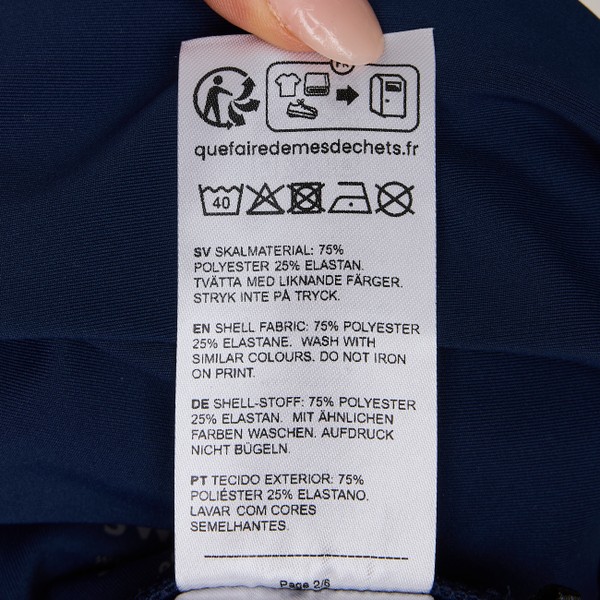 FR
quefairedemesdechets.fr
40
SV SKALMATERIAL: 75%
POLYESTER 25% ELASTAN.
TVÄTTA MED LIKNANDE FÄRGER.
STRYK INTE PÅ TRYCK.
EN SHELL FABRIC: 75% POLYESTER
25% ELASTANE. WASH WITH
SIMILAR COLOURS. DO NOT IRON
ON PRINT.
DE SHELL-STOFF: 75% POLYESTER
25% ELASTAN. MIT ÄHNLICHEN
FARBEN WASCHEN. AUFDRUCK
NICHT BÜGELN.
PT TECIDO EXTERIOR: 75%
POLIÉSTER 25% ELASTANO.
LAVAR COM CORES
SEMELHANTES.
Page 2/6